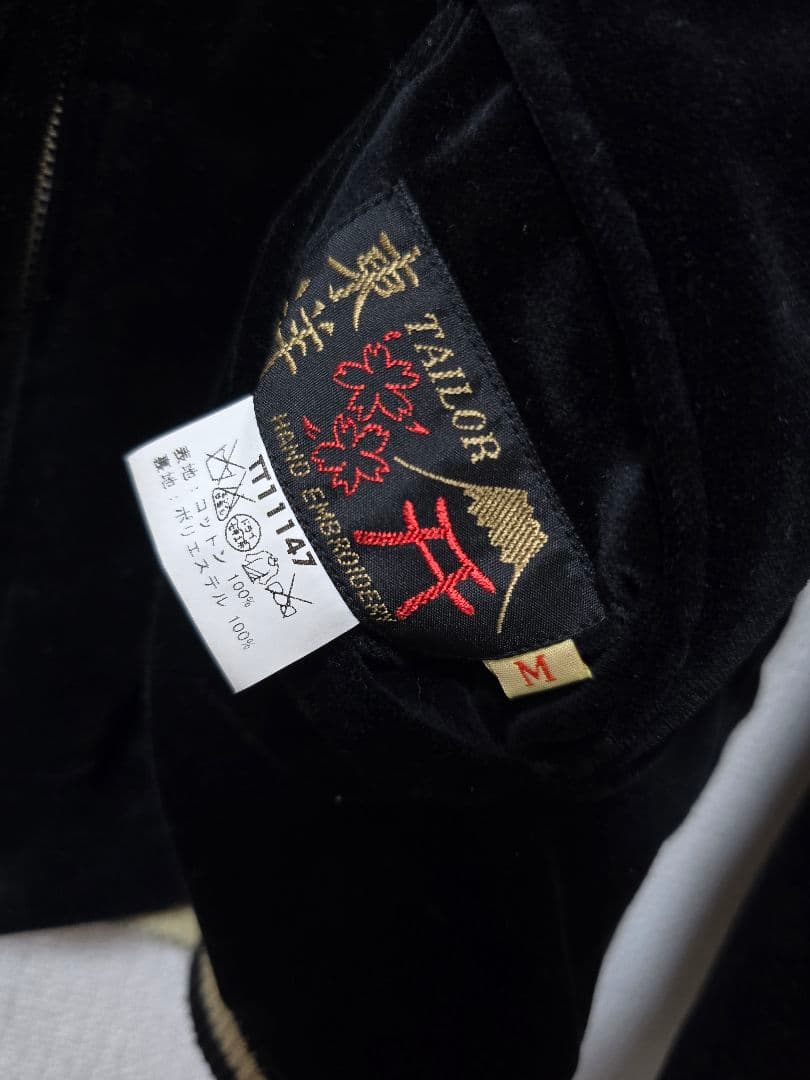 東洋
TAILOR
HAND EMBROIDERY
M
TT11147
表地：コットン 100%
裏地：ポリエステル 100%